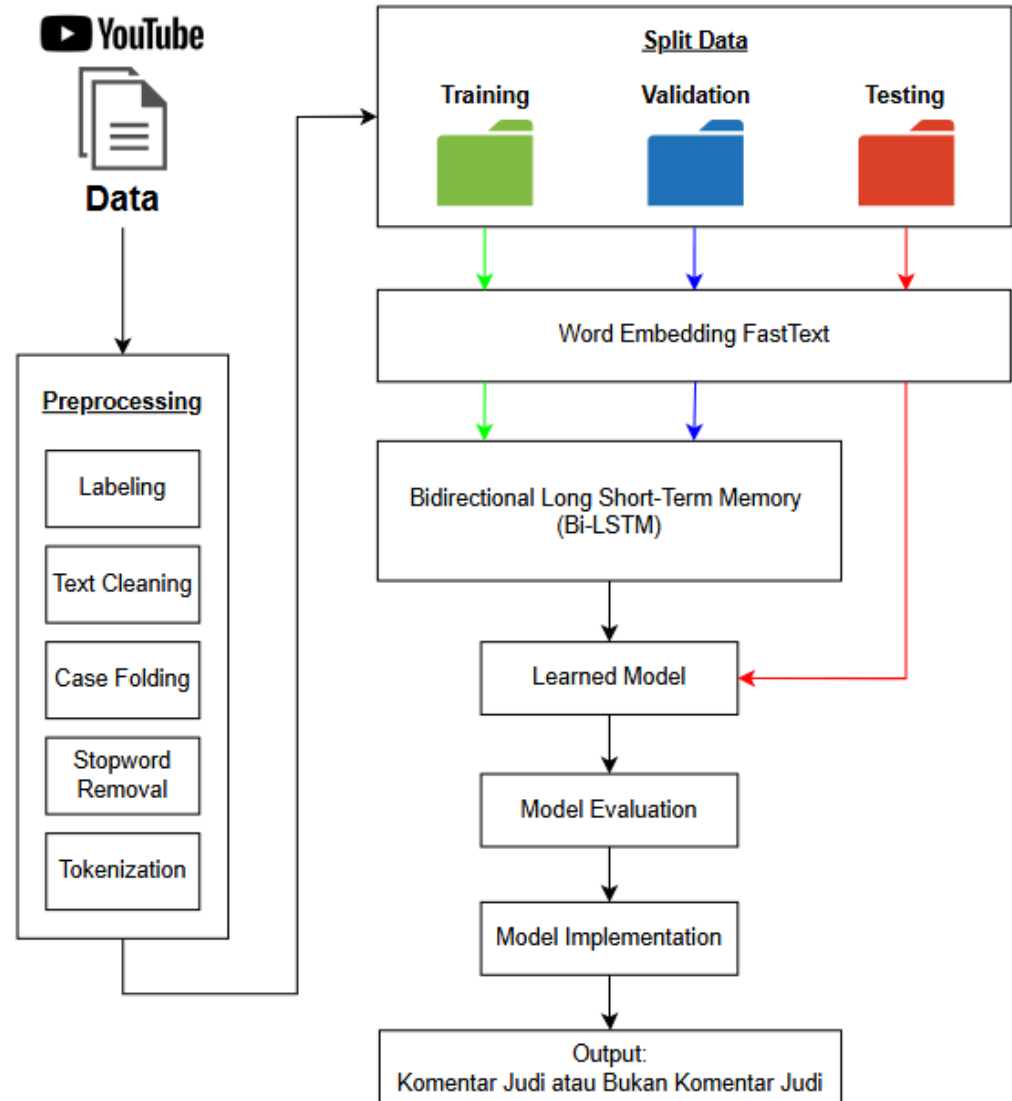 YouTube
Data
Preprocessing
Labeling
Text Cleaning
Case Folding
Stopword
Removal
Tokenization
Split Data
Training
Validation
Testing
Word Embedding FastText
Bidirectional Long Short-Term Memory
(Bi-LSTM)
Learned Model
Model Evaluation
Model Implementation
Output:
Komentar Judi atau Bukan Komentar Judi